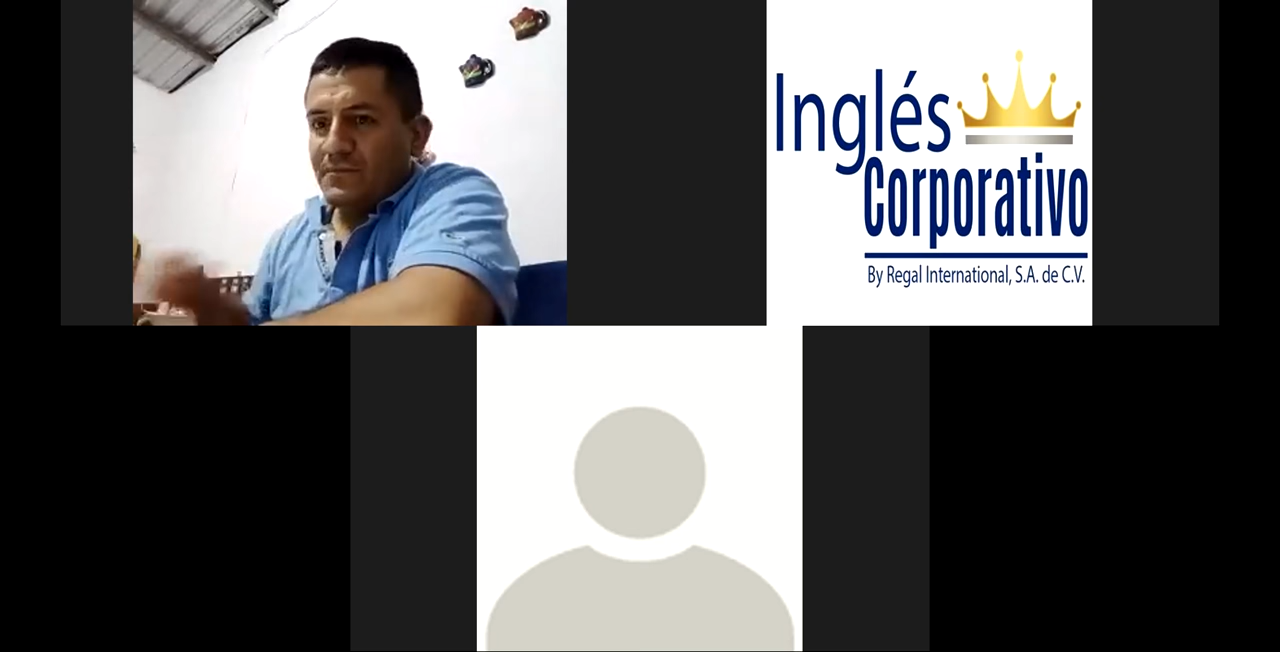 Inglés
Corporativo
By Regal International, S.A. de C.V.